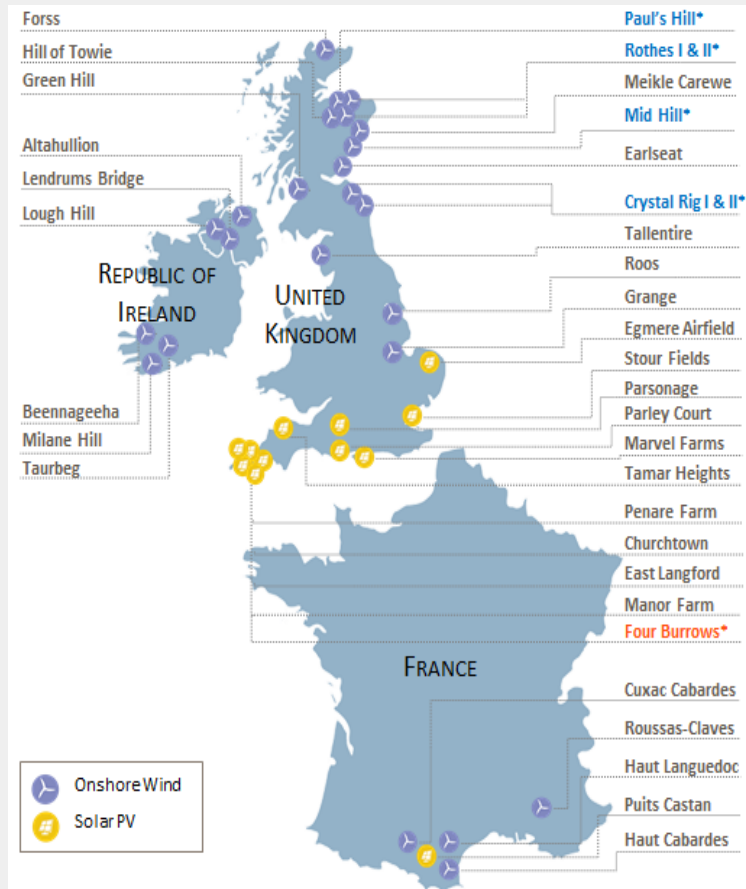 Forss
Hill of Towie
Green Hill
Altahullion
Lendrums Bridge
Lough Hill
REPUBLIC OF
IRELAND
UNITED
KINGDOM
Beennageeha
Milane Hill
Taurbeg
Paul's Hill*
Rothes I & II*
Meikle Carewe
Mid Hill*
Earlseat
Crystal Rig I & II*
Tallentire
Roos
Grange
Egmere Airfield
Stour Fields
Parsonage
Parley Court
Marvel Farms
Tamar Heights
Penare Farm
Churchtown
East Langford
Manor Farm
Four Burrows*
FRANCE
Cuxac Cabardes
Roussas-Claves
Haut Languedoc
Puits Castan
Haut Cabardes
Onshore Wind
Solar PV